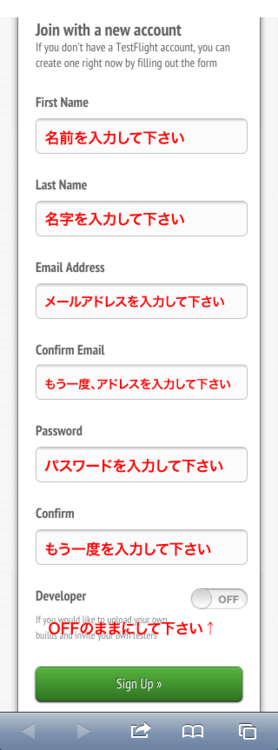 Join with a new account
If you don't have a TestFlight account, you can
create one right now by filling out the form
First Name
名前を入力して下さい
Last Name
名字を入力して下さい
Email Address
メールアドレスを入力して下さい
Confirm Email
もう一度、アドレスを入力して下さい
Password
パスワードを入力して下さい
Confirm
もう一度を入力して下さい
Developer
OFF
If you would like to upload your own
OFFのままにして下さい↑
builds and invite your own testers
Sign Up »